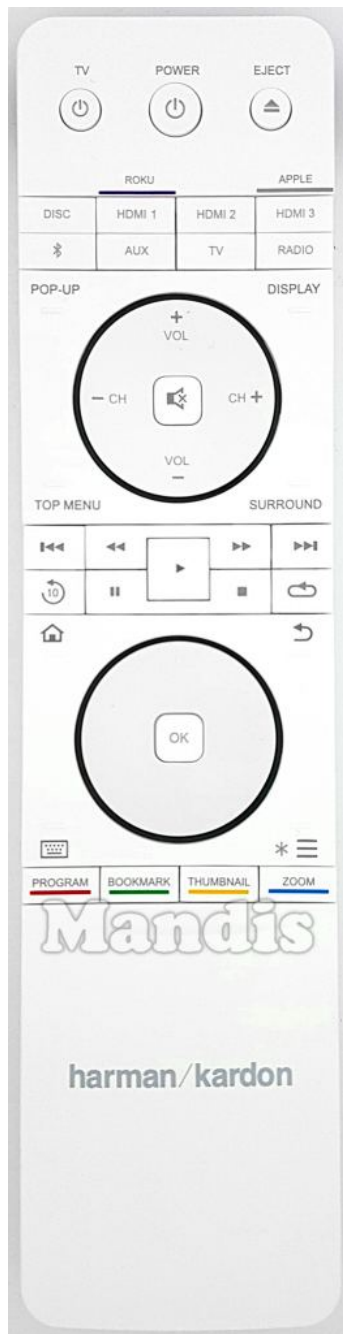 TV POWER EJECT
ROKU APPLE
DISC HDMI 1 HDMI 2 HDMI 3
AUX TV RADIO
POP-UP DISPLAY
+
VOL
− CH CH +
VOL
−
TOP MENU SURROUND
10
OK
PROGRAM BOOKMARK THUMBNAIL ZOOM
Mandis
harman/kardon